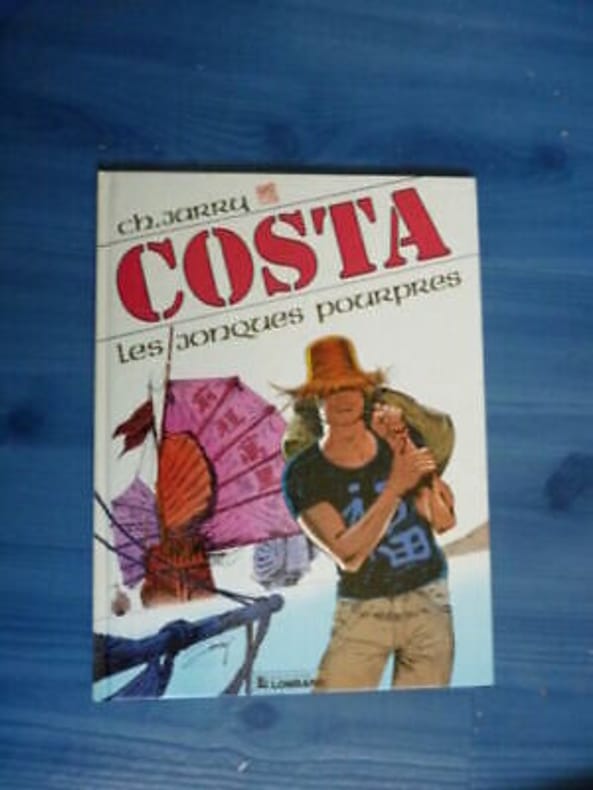 Ch. Jarry
COSTA
Les Jonques Pourpres
LOMBARD